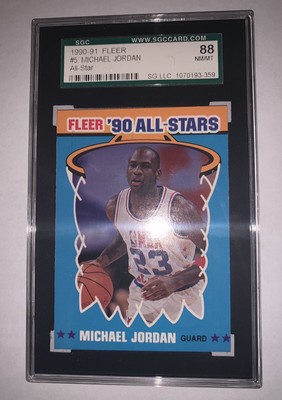 SGC
WWW.SGCCARD.COM
1990-91 FLEER
#5 MICHAEL JORDAN
All-Star
88
NM/MT
SG LLC 1070193-359
FLEER '90 ALL-STARS
23
MICHAEL JORDAN GUARD